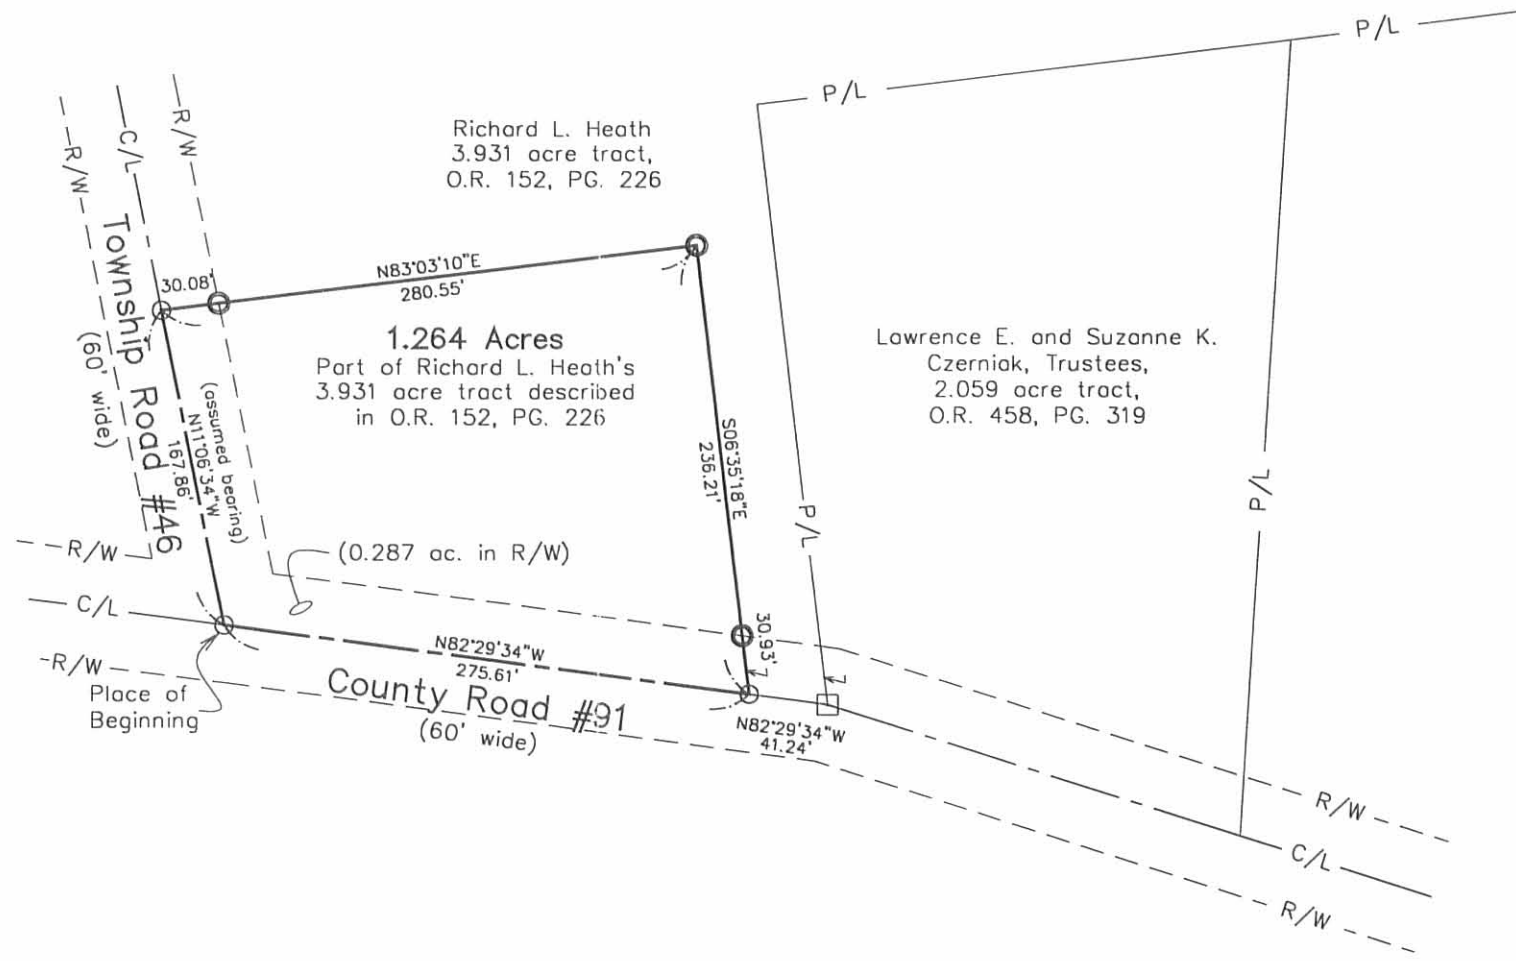 P/L
P/L
Richard L. Heath
3.931 acre tract,
O.R. 152, PG. 226
R/W
C/L
R/W
Township Road #46
(60' wide)
30.08'
N83°03'10"E
280.55'
1.264 Acres
Part of Richard L. Heath's
3.931 acre tract described
in O.R. 152, PG. 226
Lawrence E. and Suzanne K.
Czerniak, Trustees,
2.059 acre tract,
O.R. 458, PG. 319
(assumed bearing)
N11°06'34"W
167.86'
S06°35'18"E
236.21'
P/L
P/L
R/W
(0.287 ac. in R/W)
C/L
30.93'
R/W
Place of
Beginning
N82°29'34"W
275.61'
County Road #91
(60' wide)
N82°29'34"W
41.24'
R/W
C/L
R/W